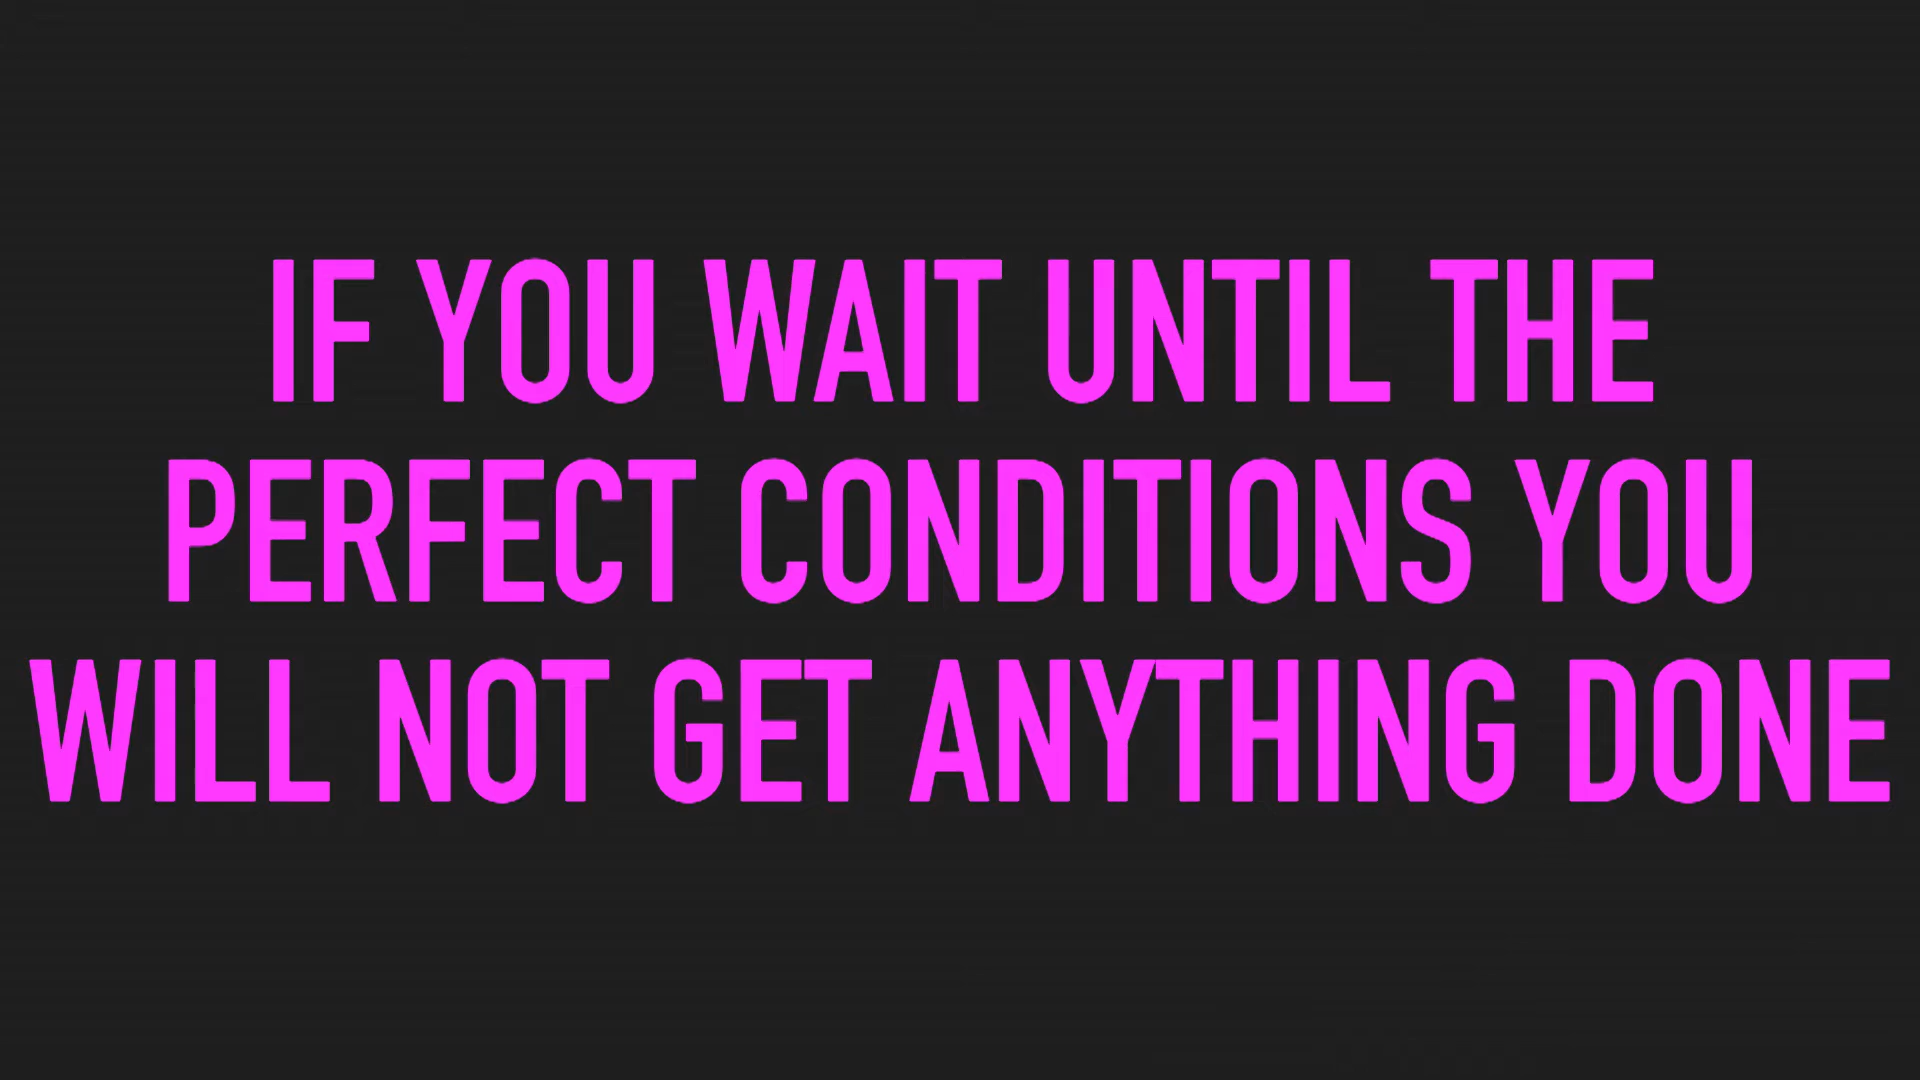 IF YOU WAIT UNTIL THE
PERFECT CONDITIONS YOU
WILL NOT GET ANYTHING DONE